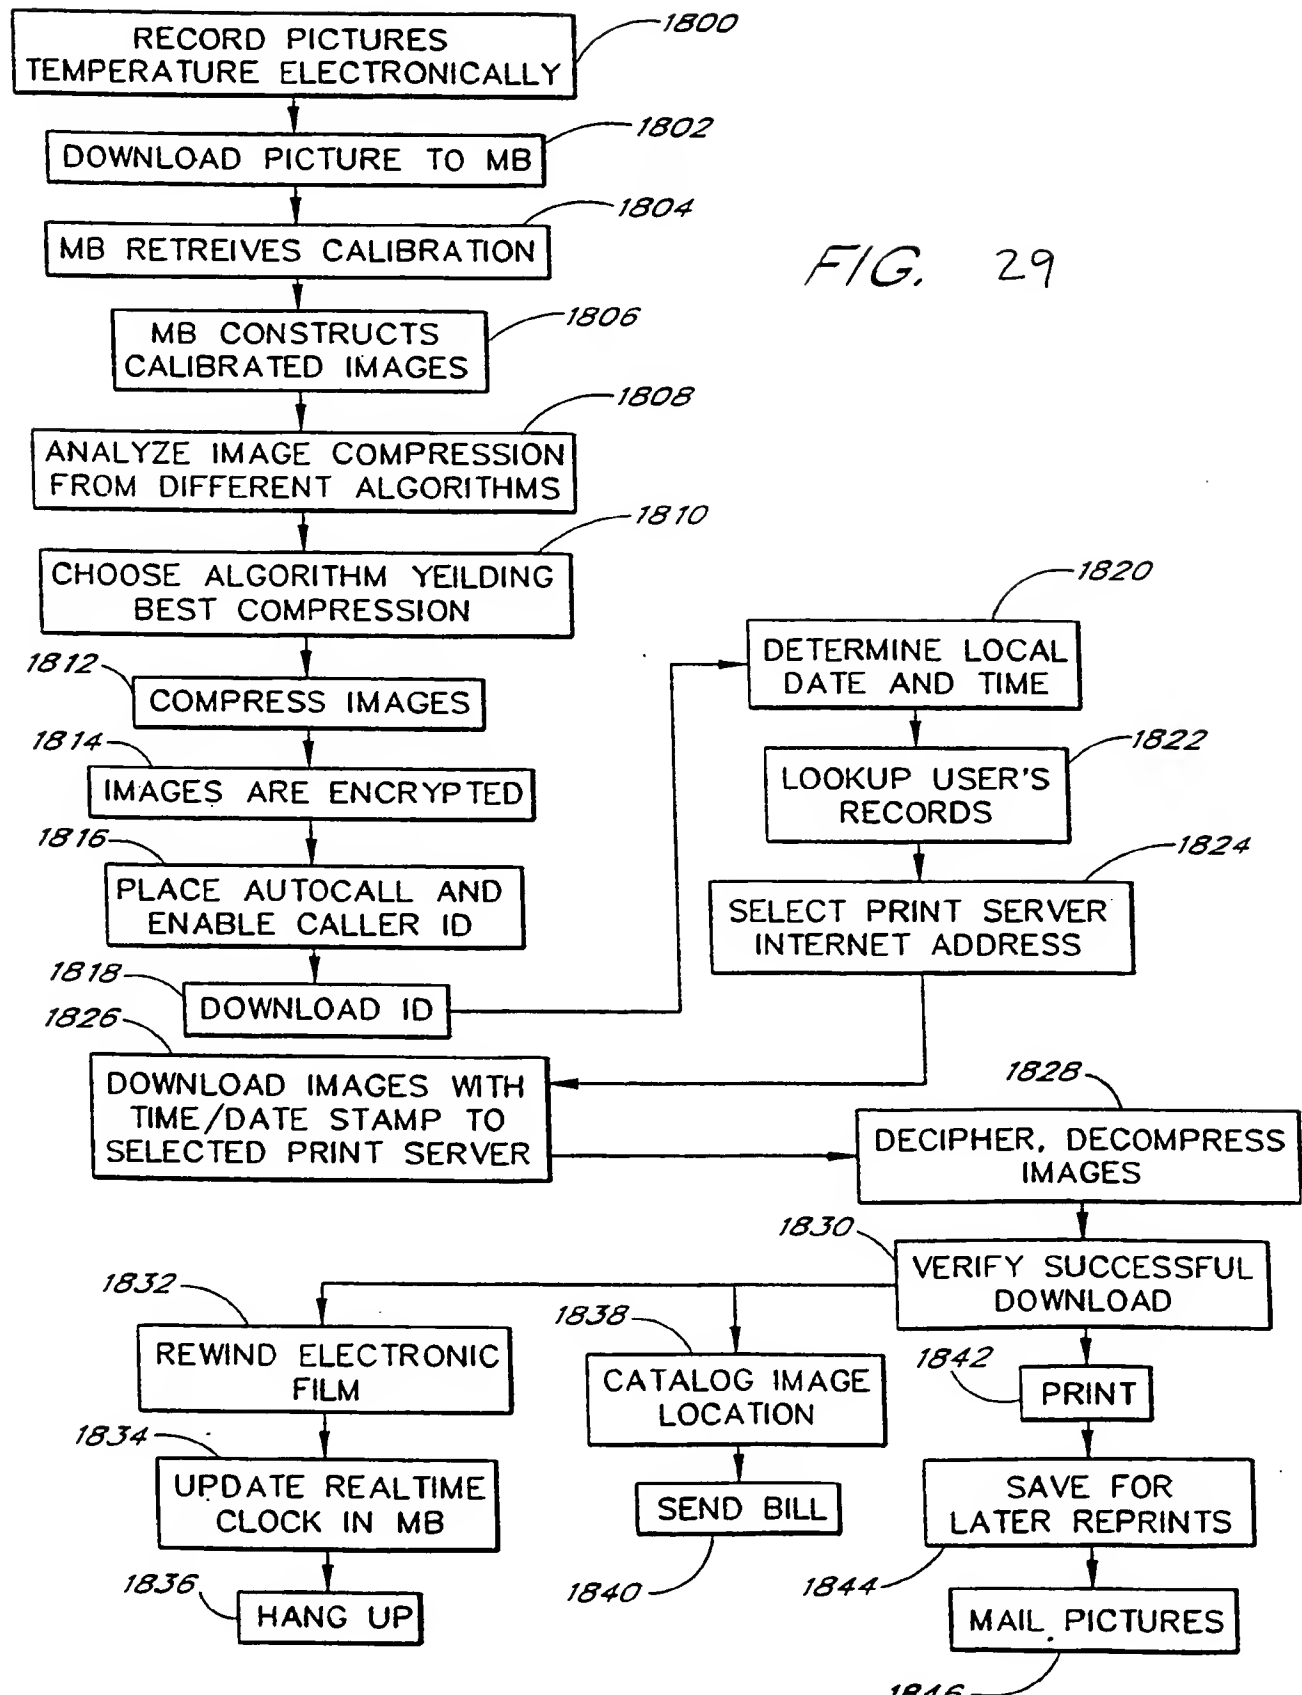 1800
RECORD PICTURES
TEMPERATURE ELECTRONICALLY
1802
DOWNLOAD PICTURE TO MB
1804
MB RETREIVES CALIBRATION
FIG. 29
1806
MB CONSTRUCTS
CALIBRATED IMAGES
1808
ANALYZE IMAGE COMPRESSION
FROM DIFFERENT ALGORITHMS
1810
CHOOSE ALGORITHM YEILDING
BEST COMPRESSION
1812
COMPRESS IMAGES
1814
IMAGES ARE ENCRYPTED
1816
PLACE AUTOCALL AND
ENABLE CALLER ID
1818
DOWNLOAD ID
1820
DETERMINE LOCAL
DATE AND TIME
1822
LOOKUP USER'S
RECORDS
1824
SELECT PRINT SERVER
INTERNET ADDRESS
1826
DOWNLOAD IMAGES WITH
TIME/DATE STAMP TO
SELECTED PRINT SERVER
1828
DECIPHER, DECOMPRESS
IMAGES
1830
VERIFY SUCCESSFUL
DOWNLOAD
1832
REWIND ELECTRONIC
FILM
1834
UPDATE REALTIME
CLOCK IN MB
1836
HANG UP
1838
CATALOG IMAGE
LOCATION
SEND BILL
1840
1842
PRINT
SAVE FOR
LATER REPRINTS
1844
MAIL PICTURES
1846